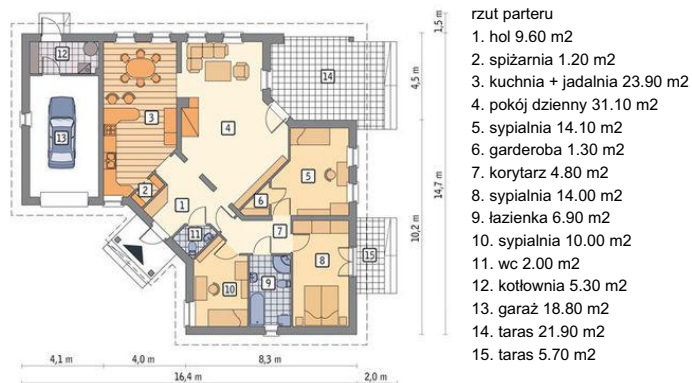 rzut parteru
1. hol 9.60 m2
2. spiżarnia 1.20 m2
3. kuchnia + jadalnia 23.90 m2
4. pokój dzienny 31.10 m2
5. sypialnia 14.10 m2
6. garderoba 1.30 m2
7. korytarz 4.80 m2
8. sypialnia 14.00 m2
9. łazienka 6.90 m2
10. sypialnia 10.00 m2
11. wc 2.00 m2
12. kotłownia 5.30 m2
13. garaż 18.80 m2
14. taras 21.90 m2
15. taras 5.70 m2
12
13
3
4
14
2
1
11
5
6
7
8
15
10
9
1,5 m
4,5 m
14,7 m
10,2 m
4,1 m
4,0 m
8,3 m
16,4 m
2,0 m